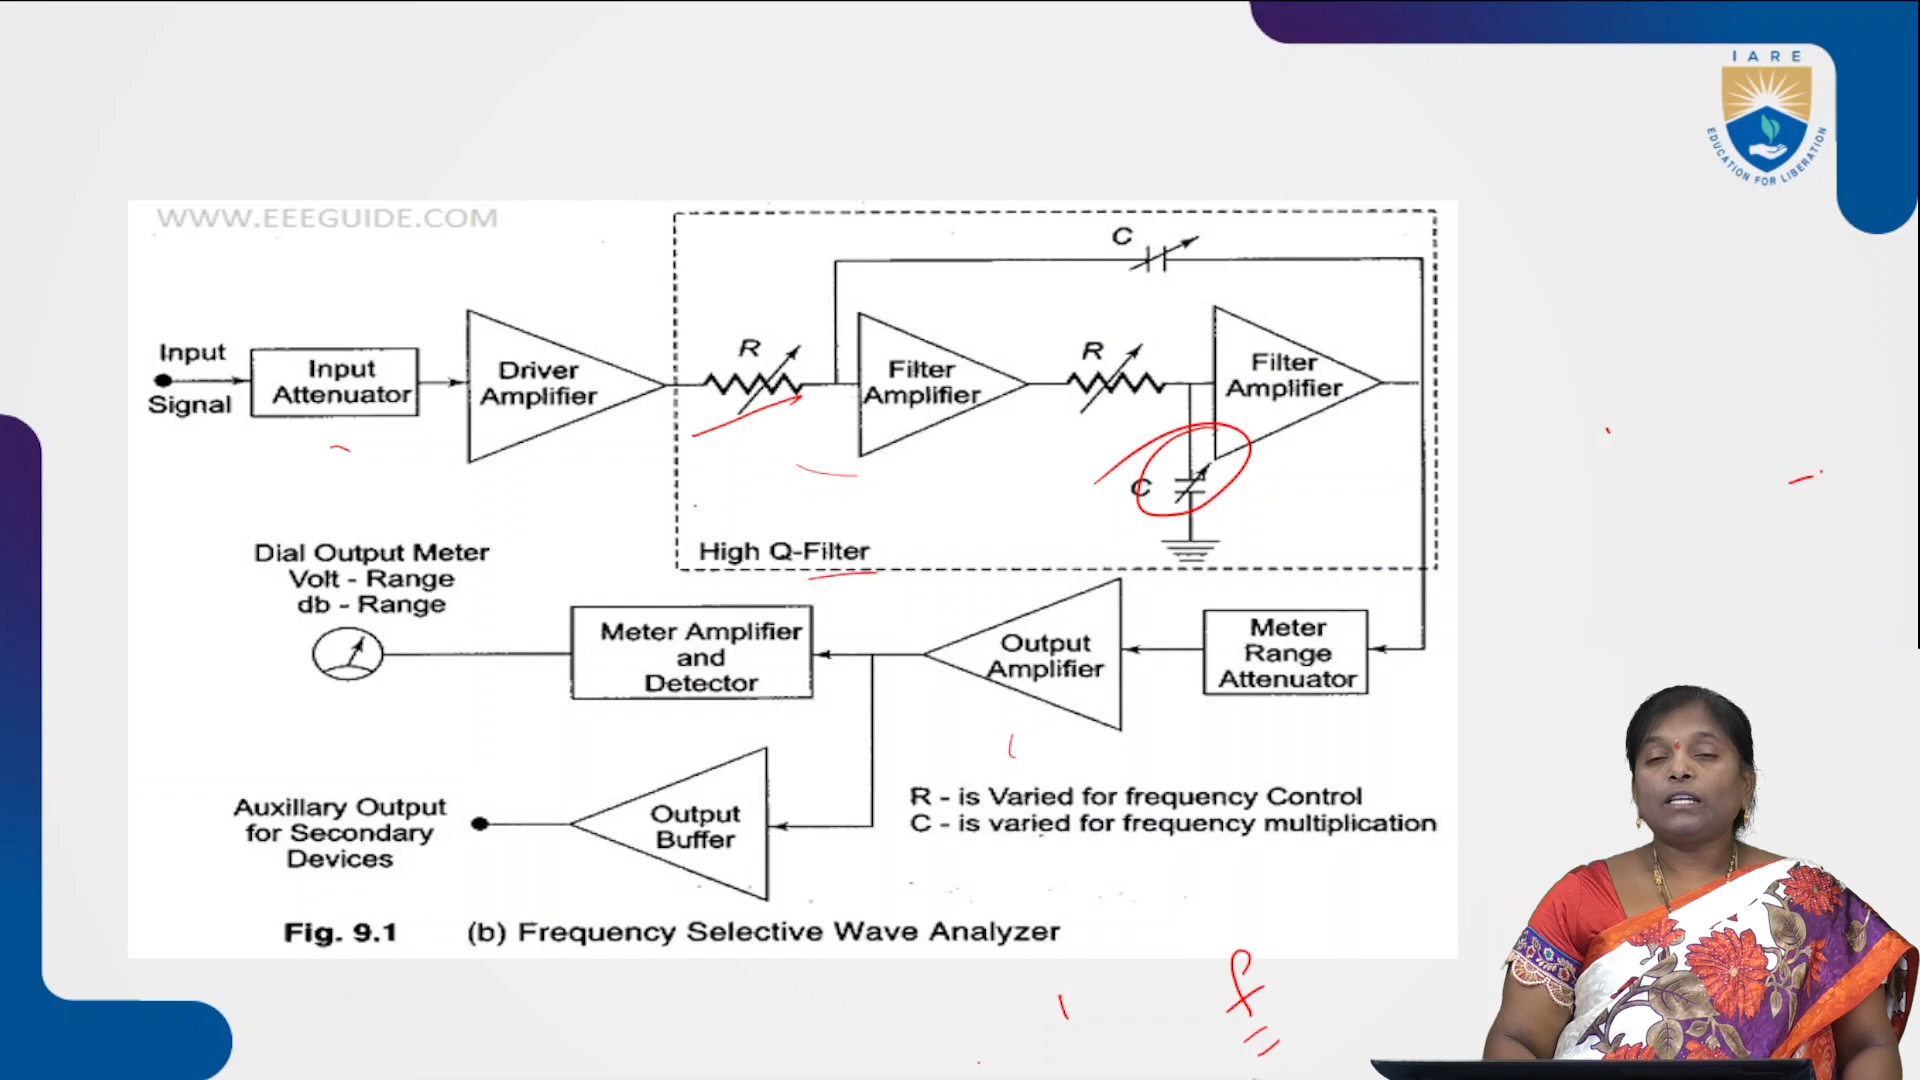 I A R E
EDUCATION FOR LIBERATION
WWW.EEEGUIDE.COM
C
Input
Signal
Input
Attenuator
Driver
Amplifier
R
Filter
Amplifier
R
Filter
Amplifier
C
High Q-Filter
Dial Output Meter
Volt - Range
db - Range
Meter Amplifier
and
Detector
Output
Amplifier
Meter
Range
Attenuator
Auxillary Output
for Secondary
Devices
Output
Buffer
R - is Varied for frequency Control
C - is varied for frequency multiplication
Fig. 9.1 (b) Frequency Selective Wave Analyzer
f